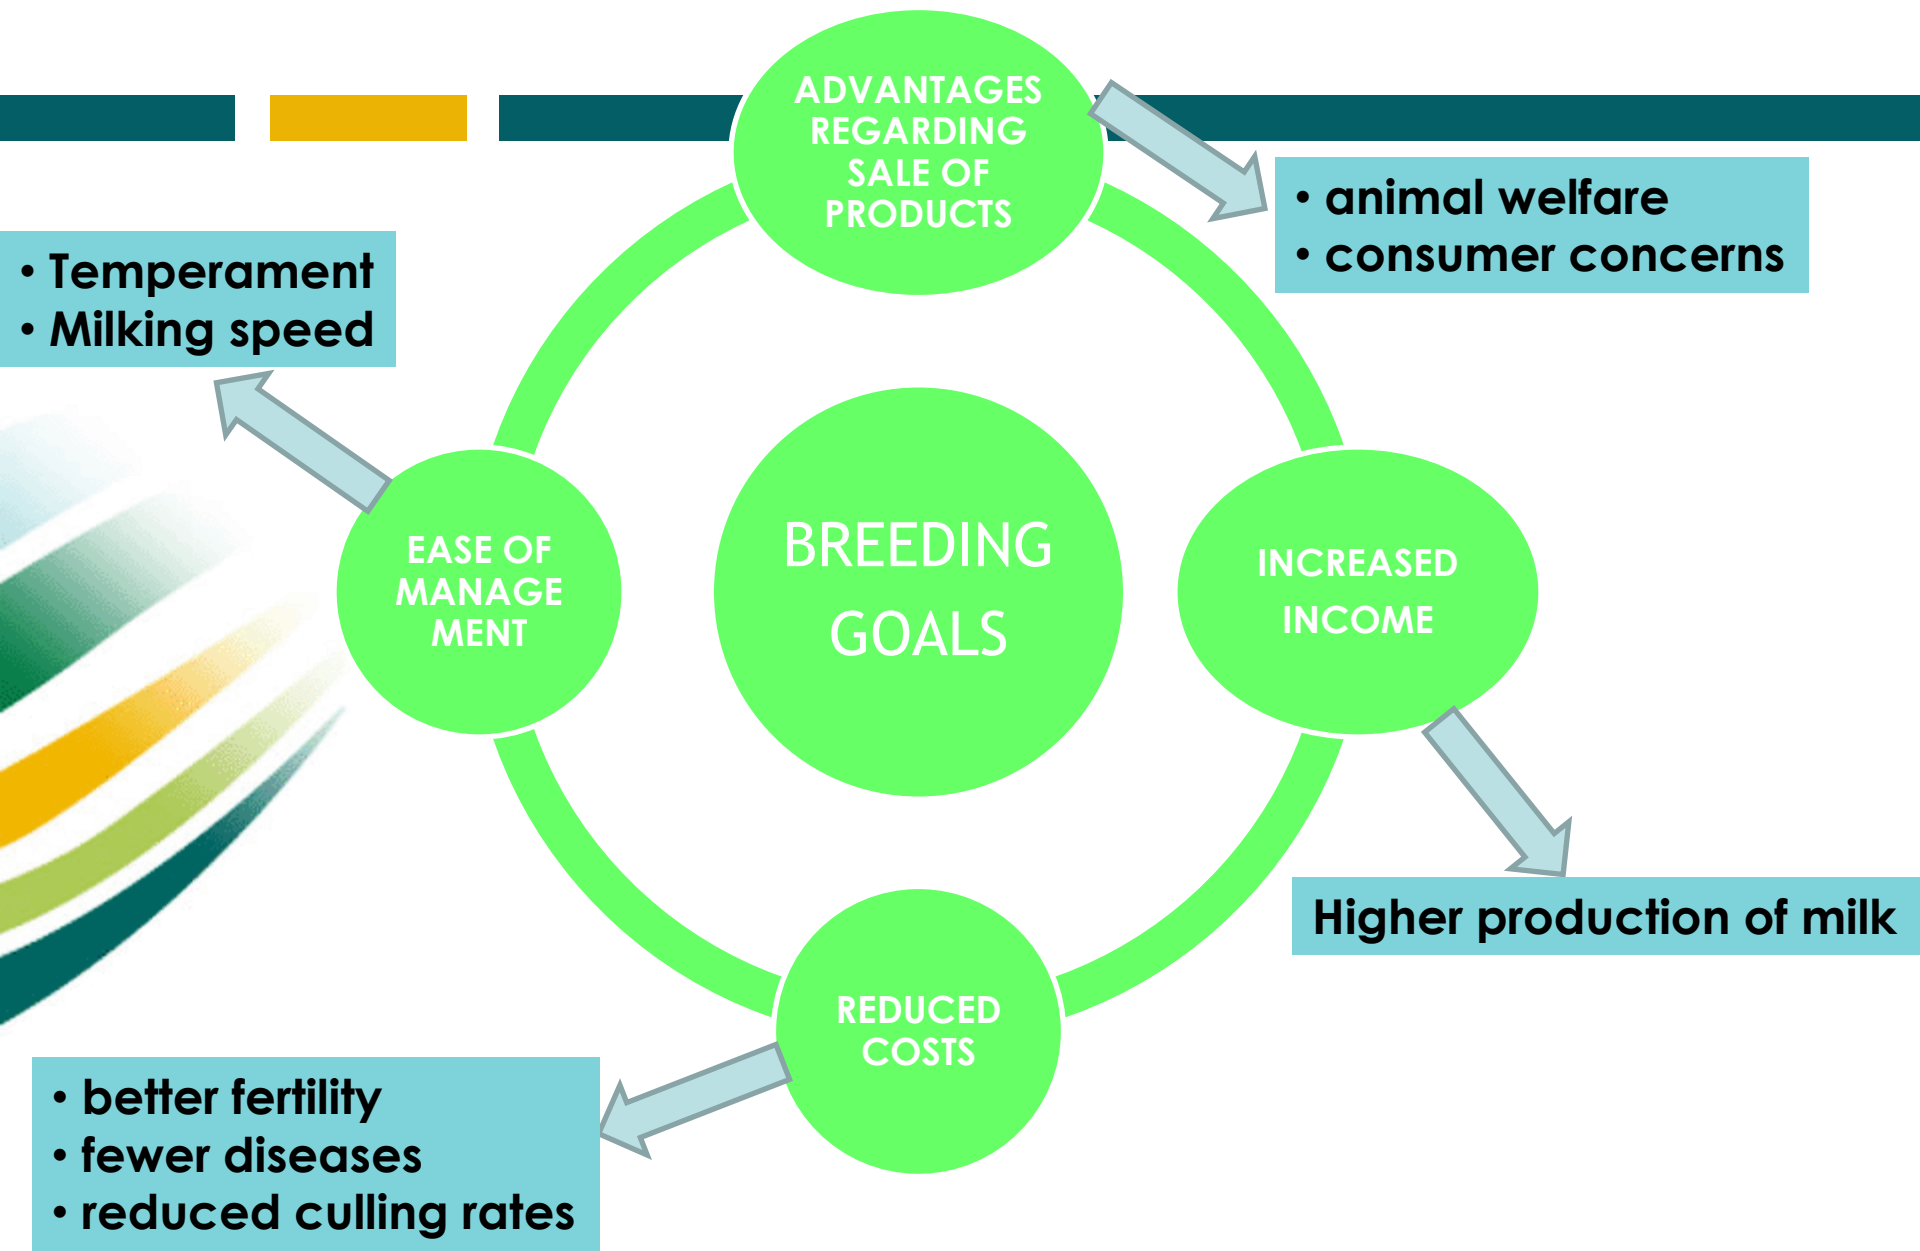 ADVANTAGES
REGARDING
SALE OF
PRODUCTS
• animal welfare
• consumer concerns
• Temperament
• Milking speed
EASE OF
MANAGE
MENT
BREEDING
GOALS
INCREASED
INCOME
Higher production of milk
REDUCED
COSTS
• better fertility
• fewer diseases
• reduced culling rates